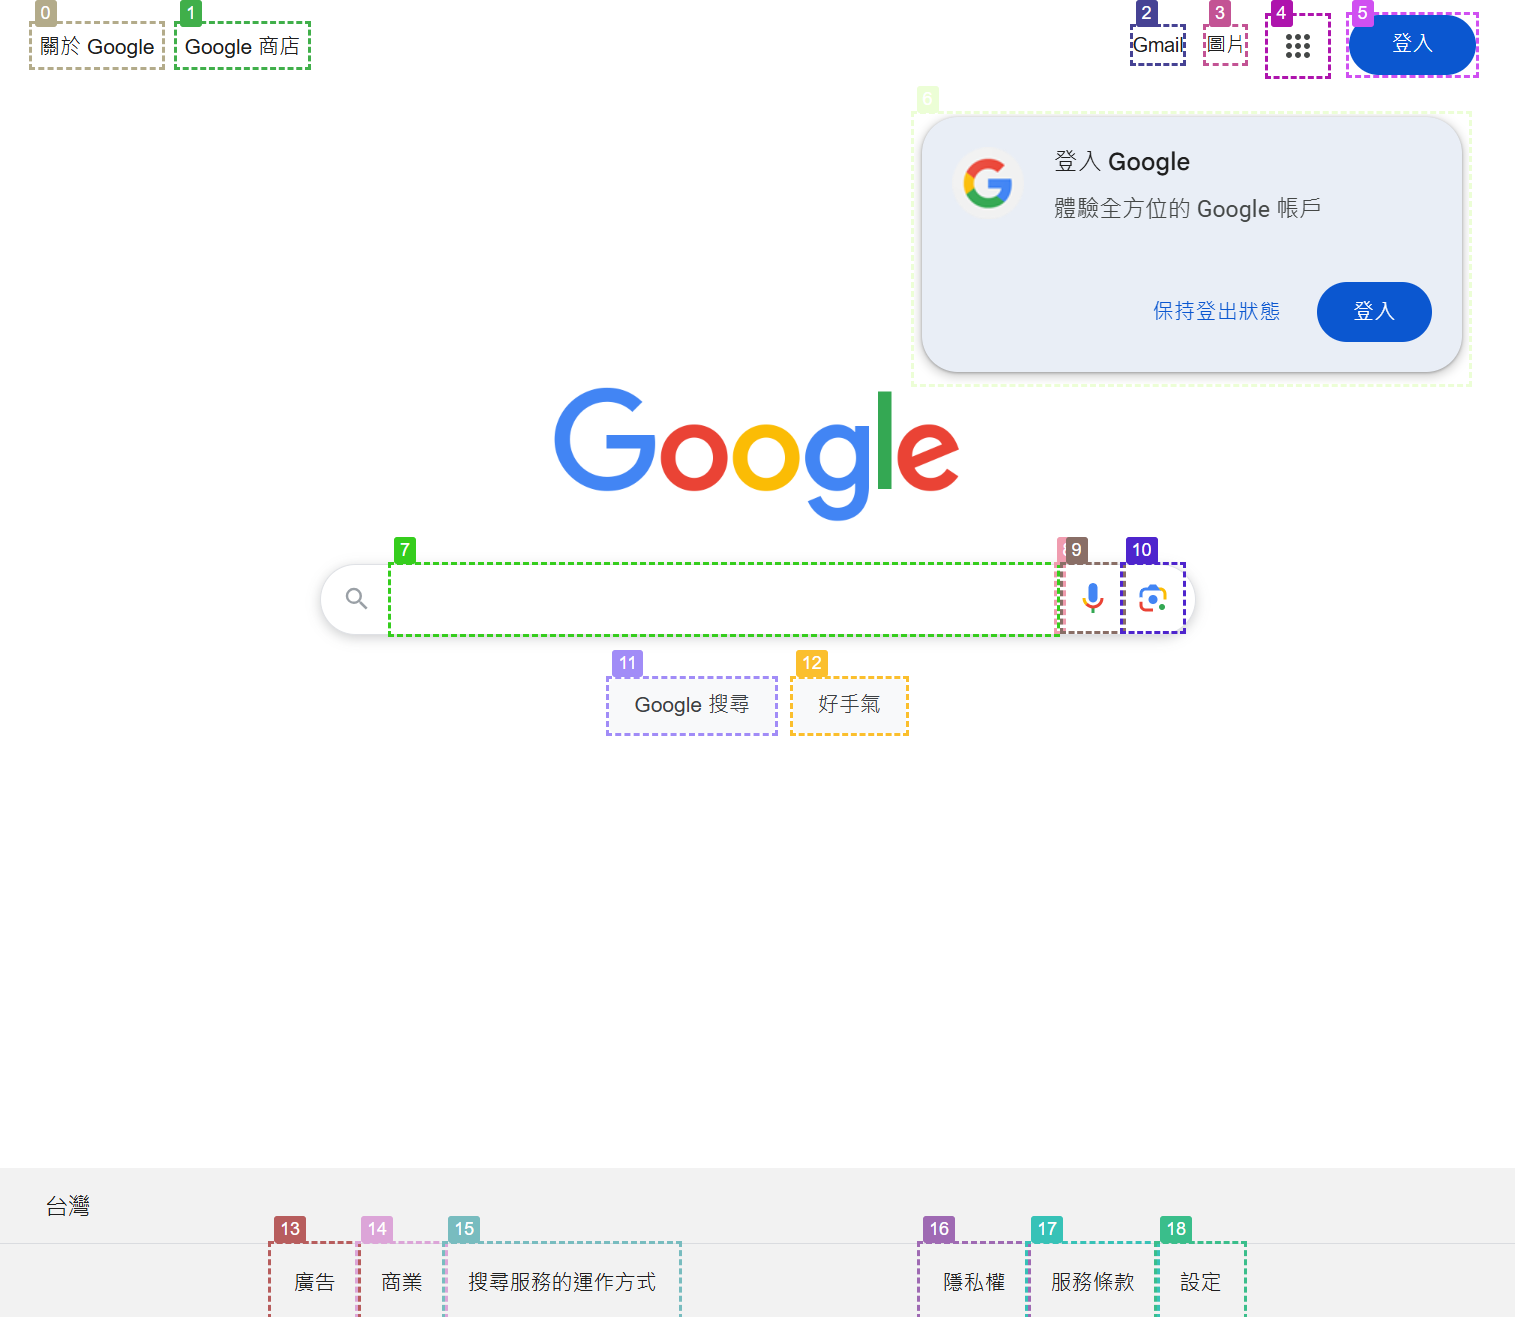 0
1
2
3
4
5
關於 Google
Google 商店
Gmail
圖片
登入
6
登入 Google
體驗全方位的 Google 帳戶
保持登出狀態
登入
Google
7
8
9
10
11
12
Google 搜尋
好手氣
台灣
13
14
15
16
17
18
廣告
商業
搜尋服務的運作方式
隱私權
服務條款
設定